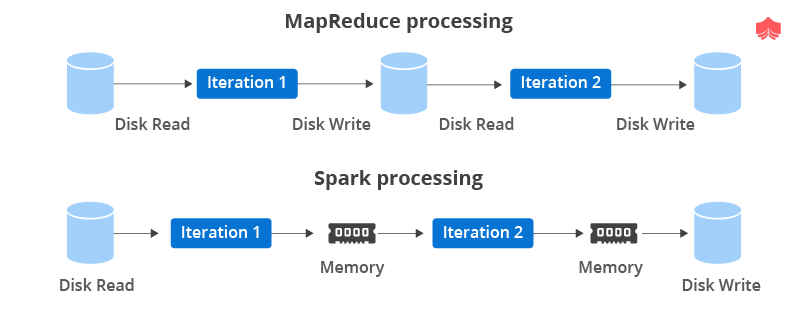 MapReduce processing
Iteration 1
Iteration 2
Disk Read
Disk Write
Disk Read
Disk Write
Spark processing
Iteration 1
Iteration 2
Memory
Memory
Disk Read
Disk Write